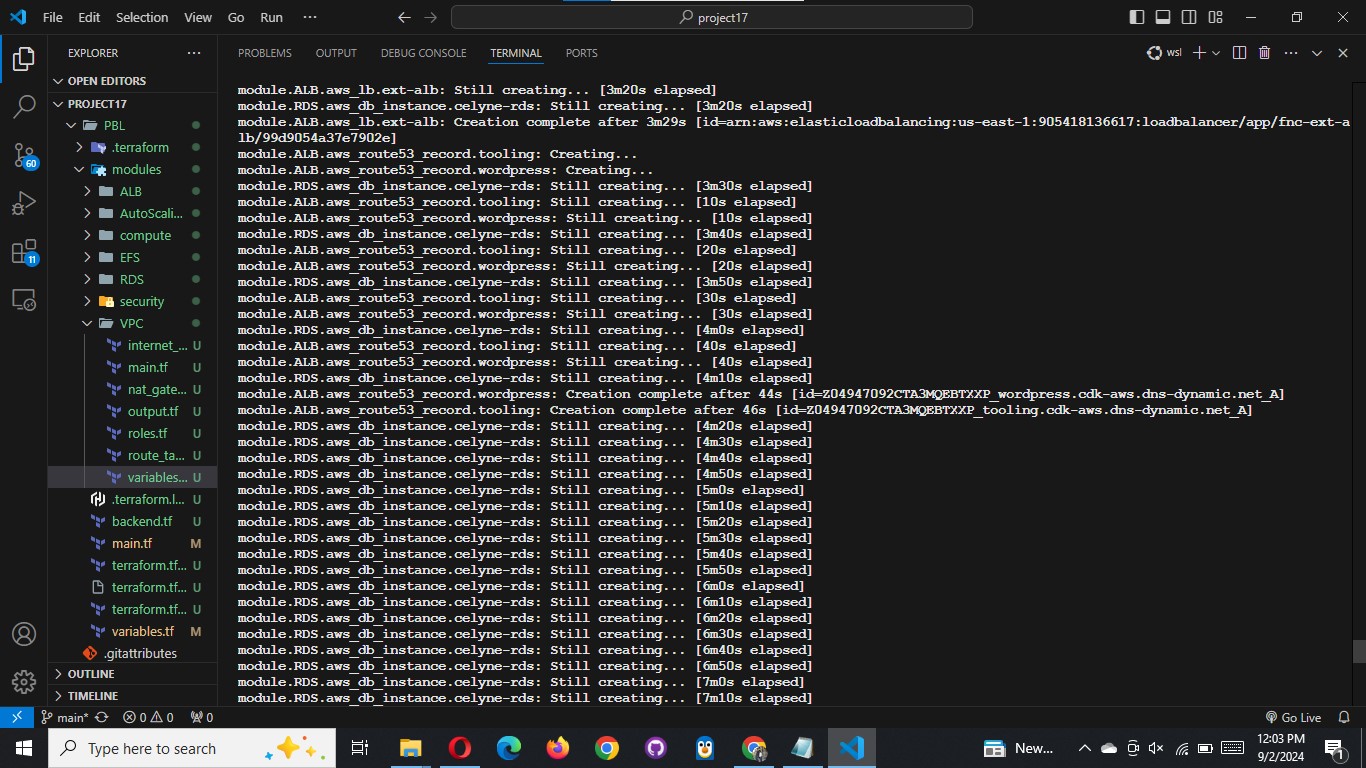 File Edit Selection View Go Run ··· project17
EXPLORER ···
OPEN EDITORS
PROJECT17
PBL
.terraform
modules
ALB
AutoScali...
compute
EFS
RDS
security
VPC
internet_... U
main.tf U
nat_gate... U
output.tf U
roles.tf U
route_ta... U
variables... U
.terraform.l... U
backend.tf U
main.tf M
terraform.tf... U
terraform.tf... U
terraform.tf... U
variables.tf M
.gitattributes
OUTLINE
TIMELINE
60
11
PROBLEMS OUTPUT DEBUG CONSOLE TERMINAL PORTS wsl
module.ALB.aws_lb.ext-alb: Still creating... [3m20s elapsed]
module.RDS.aws_db_instance.celyne-rds: Still creating... [3m20s elapsed]
module.ALB.aws_lb.ext-alb: Creation complete after 3m29s [id=arn:aws:elasticloadbalancing:us-east-1:905418136617:loadbalancer/app/fnc-ext-a
lb/99d9054a37e7902e]
module.ALB.aws_route53_record.tooling: Creating...
module.ALB.aws_route53_record.wordpress: Creating...
module.RDS.aws_db_instance.celyne-rds: Still creating... [3m30s elapsed]
module.ALB.aws_route53_record.tooling: Still creating... [10s elapsed]
module.ALB.aws_route53_record.wordpress: Still creating... [10s elapsed]
module.RDS.aws_db_instance.celyne-rds: Still creating... [3m40s elapsed]
module.ALB.aws_route53_record.tooling: Still creating... [20s elapsed]
module.ALB.aws_route53_record.wordpress: Still creating... [20s elapsed]
module.RDS.aws_db_instance.celyne-rds: Still creating... [3m50s elapsed]
module.ALB.aws_route53_record.tooling: Still creating... [30s elapsed]
module.ALB.aws_route53_record.wordpress: Still creating... [30s elapsed]
module.RDS.aws_db_instance.celyne-rds: Still creating... [4m0s elapsed]
module.ALB.aws_route53_record.tooling: Still creating... [40s elapsed]
module.ALB.aws_route53_record.wordpress: Still creating... [40s elapsed]
module.RDS.aws_db_instance.celyne-rds: Still creating... [4m10s elapsed]
module.ALB.aws_route53_record.wordpress: Creation complete after 44s [id=Z04947092CTA3MQEBTXXP_wordpress.cdk-aws.dns-dynamic.net_A]
module.ALB.aws_route53_record.tooling: Creation complete after 46s [id=Z04947092CTA3MQEBTXXP_tooling.cdk-aws.dns-dynamic.net_A]
module.RDS.aws_db_instance.celyne-rds: Still creating... [4m20s elapsed]
module.RDS.aws_db_instance.celyne-rds: Still creating... [4m30s elapsed]
module.RDS.aws_db_instance.celyne-rds: Still creating... [4m40s elapsed]
module.RDS.aws_db_instance.celyne-rds: Still creating... [4m50s elapsed]
module.RDS.aws_db_instance.celyne-rds: Still creating... [5m0s elapsed]
module.RDS.aws_db_instance.celyne-rds: Still creating... [5m10s elapsed]
module.RDS.aws_db_instance.celyne-rds: Still creating... [5m20s elapsed]
module.RDS.aws_db_instance.celyne-rds: Still creating... [5m30s elapsed]
module.RDS.aws_db_instance.celyne-rds: Still creating... [5m40s elapsed]
module.RDS.aws_db_instance.celyne-rds: Still creating... [5m50s elapsed]
module.RDS.aws_db_instance.celyne-rds: Still creating... [6m0s elapsed]
module.RDS.aws_db_instance.celyne-rds: Still creating... [6m10s elapsed]
module.RDS.aws_db_instance.celyne-rds: Still creating... [6m20s elapsed]
module.RDS.aws_db_instance.celyne-rds: Still creating... [6m30s elapsed]
module.RDS.aws_db_instance.celyne-rds: Still creating... [6m40s elapsed]
module.RDS.aws_db_instance.celyne-rds: Still creating... [6m50s elapsed]
module.RDS.aws_db_instance.celyne-rds: Still creating... [7m0s elapsed]
module.RDS.aws_db_instance.celyne-rds: Still creating... [7m10s elapsed]
main* 0 0 0 Go Live
Type here to search New... 12:03 PM
9/2/2024 1